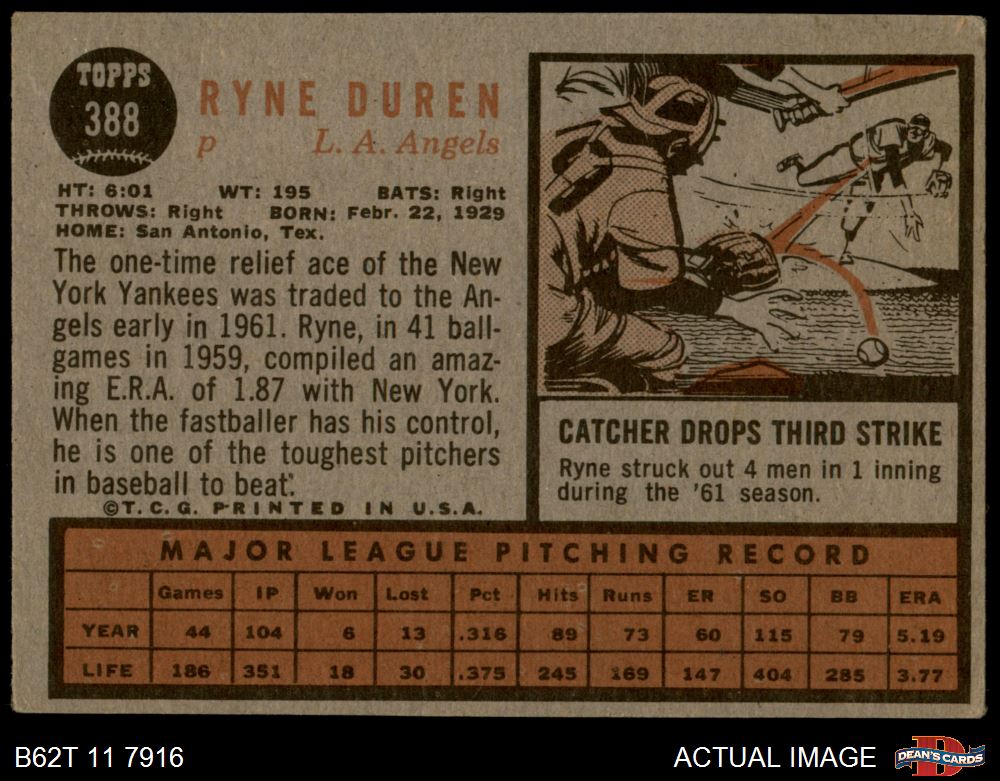 TOPPS
388
RYNE DUREN
p L. A. Angels
HT: 6:01 WT: 195 BATS: Right
THROWS: Right BORN: Febr. 22, 1929
HOME: San Antonio, Tex.
The one-time relief ace of the New
York Yankees was traded to the An-
gels early in 1961. Ryne, in 41 ball-
games in 1959, compiled an amaz-
ing E.R.A. of 1.87 with New York.
When the fastballer has his control,
he is one of the toughest pitchers
in baseball to beat.
©T.C.G. PRINTED IN U.S.A.
CATCHER DROPS THIRD STRIKE
Ryne struck out 4 men in 1 inning
during the '61 season.
MAJOR LEAGUE PITCHING RECORD
Games IP Won Lost Pct Hits Runs ER SO BB ERA
YEAR 44 104 6 13 .316 89 73 60 115 79 5.19
LIFE 186 351 18 30 .375 245 169 147 404 285 3.77
B62T 11 7916 ACTUAL IMAGE D DEAN'S CARDS